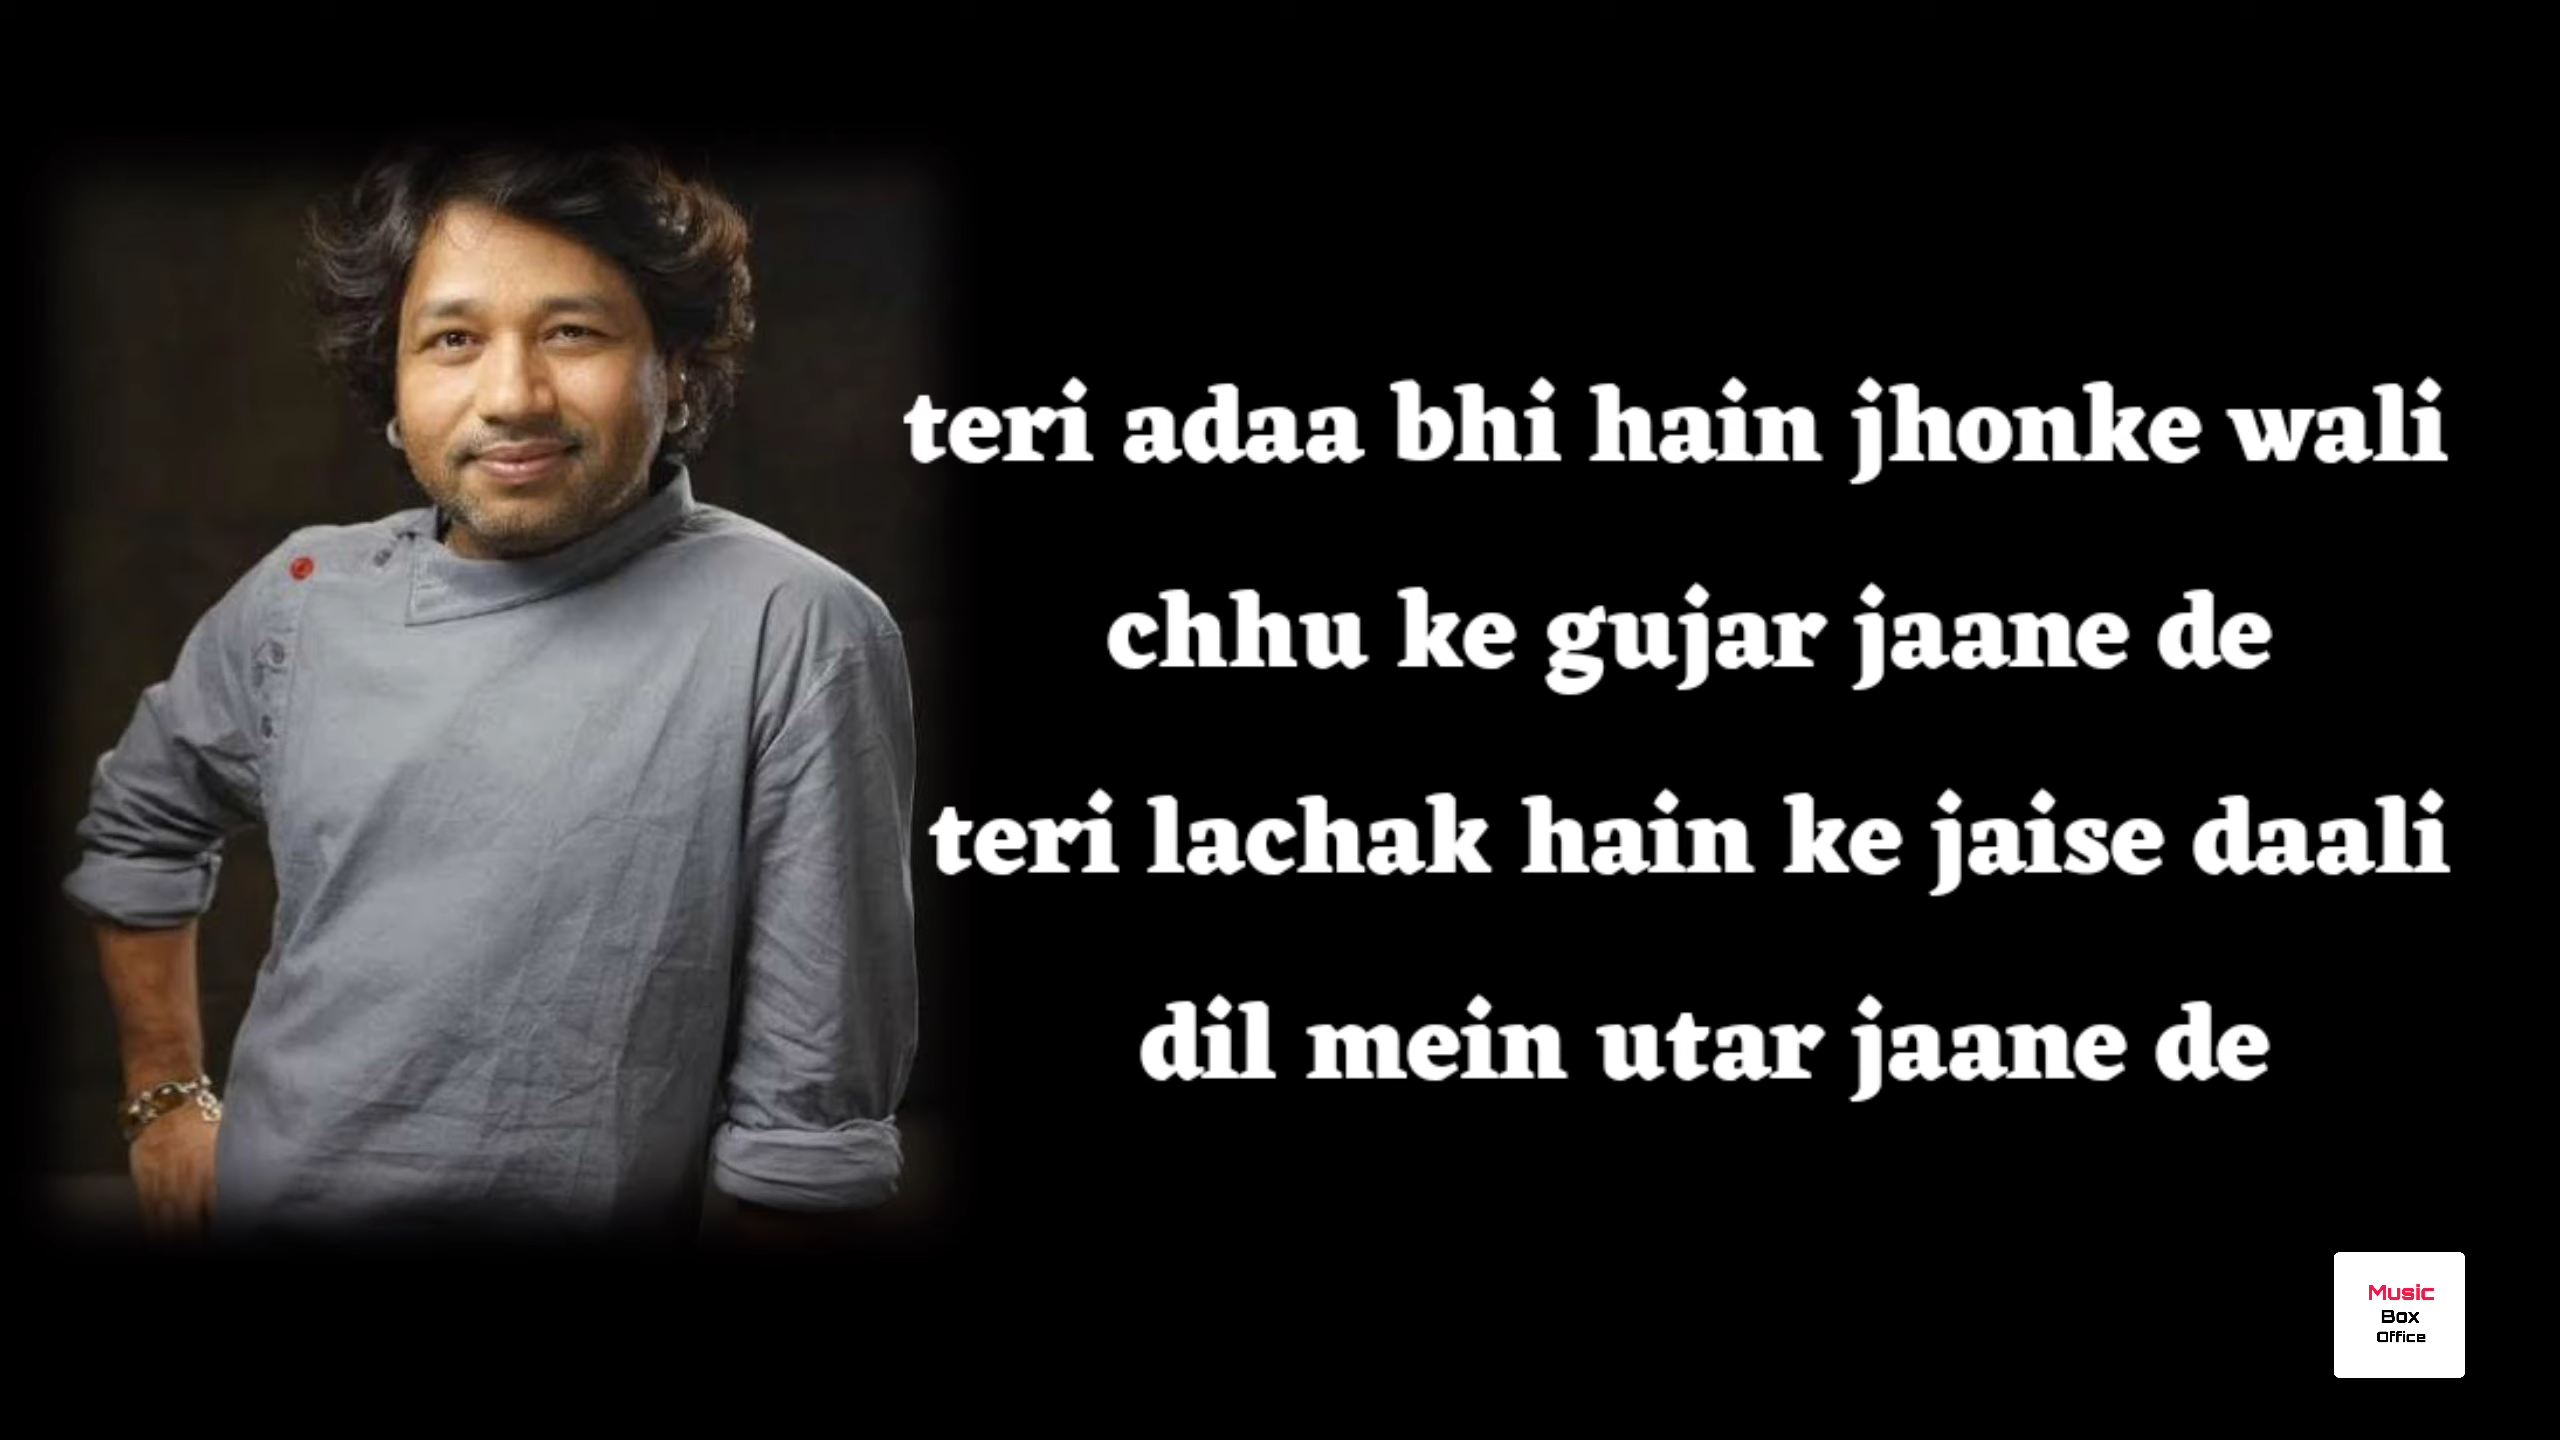 teri adaa bhi hain jhonke wali
chhu ke gujar jaane de
teri lachak hain ke jaise daali
dil mein utar jaane de
Music
Box
Office